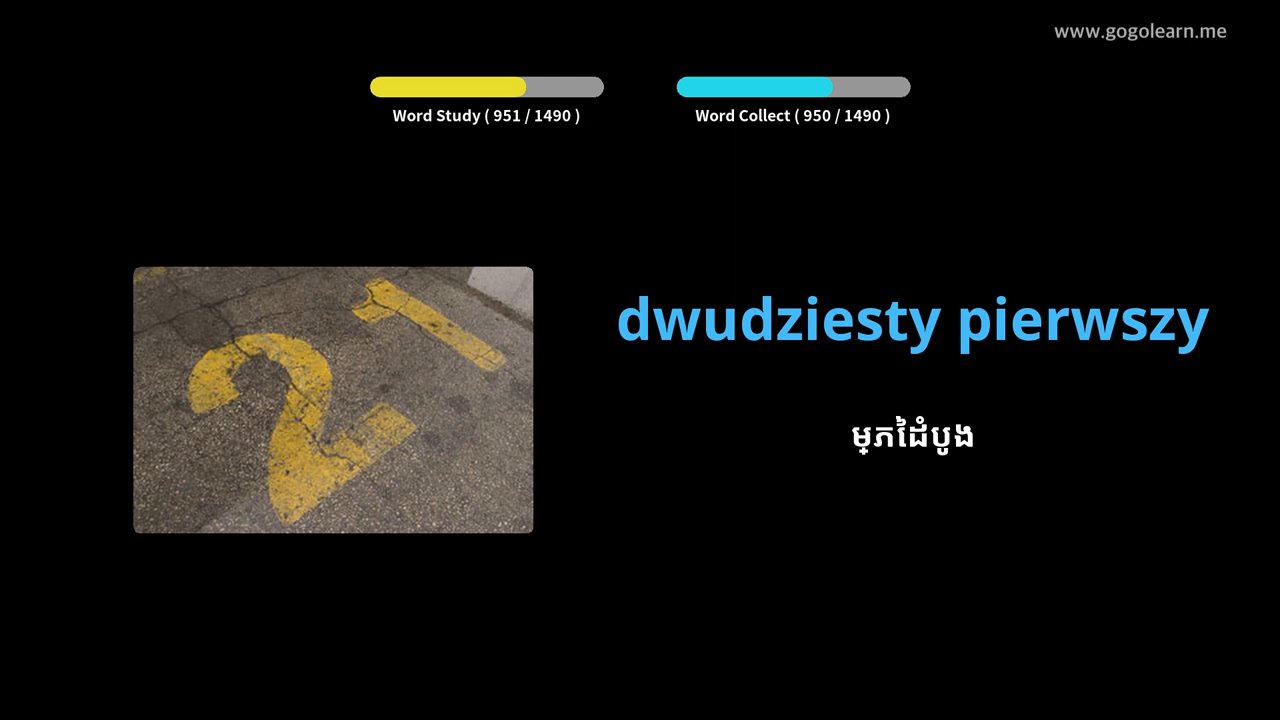 www.gogolearn.me
Word Study ( 951 / 1490 )
Word Collect ( 950 / 1490 )
21
dwudziesty pierwszy
ម្ភៃដំបូង